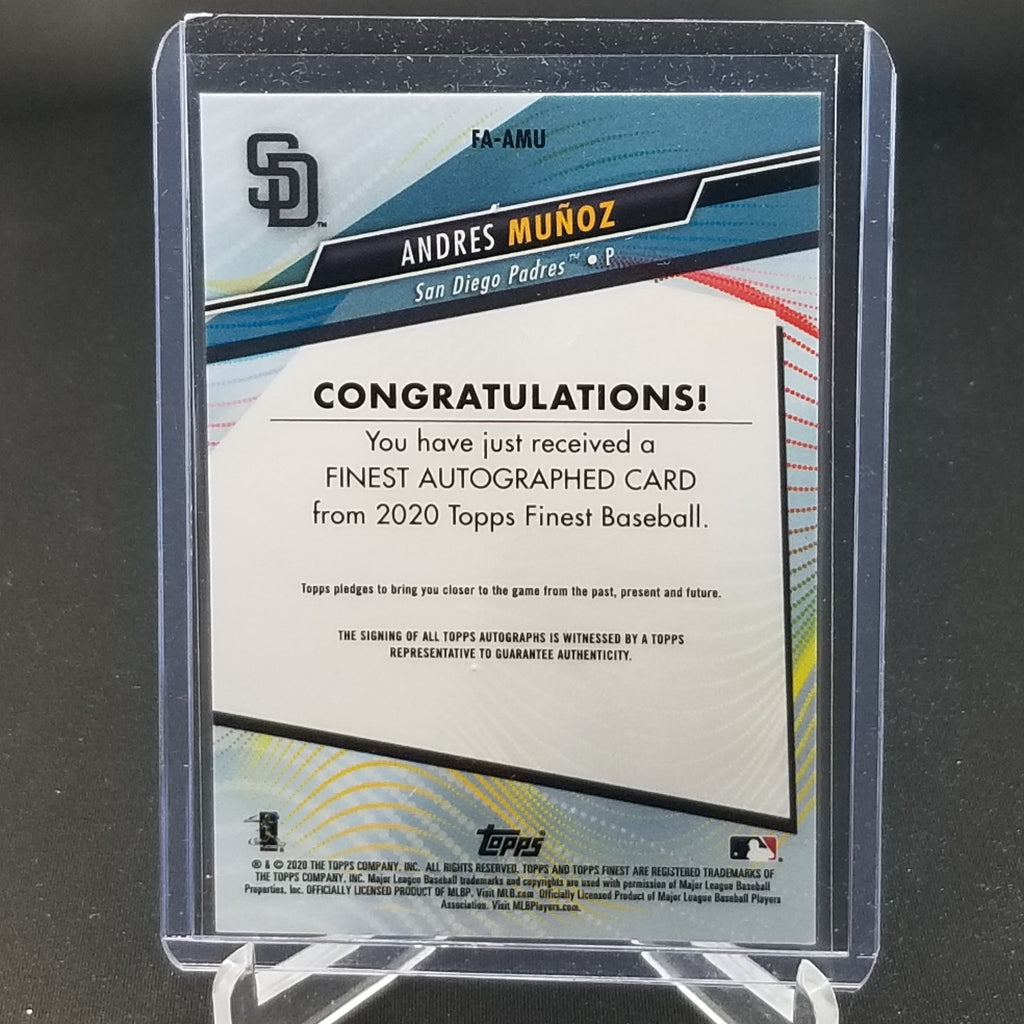 FA-AMU
SD™
ANDRES MUÑOZ
San Diego Padres™ • P
CONGRATULATIONS!
You have just received a
FINEST AUTOGRAPHED CARD
from 2020 Topps Finest Baseball.
Topps pledges to bring you closer to the game from the past, present and future.
THE SIGNING OF ALL TOPPS AUTOGRAPHS IS WITNESSED BY A TOPPS
REPRESENTATIVE TO GUARANTEE AUTHENTICITY.
topps
® & © 2020 THE TOPPS COMPANY, INC. ALL RIGHTS RESERVED. TOPPS AND TOPPS FINEST ARE REGISTERED TRADEMARKS OF
THE TOPPS COMPANY, INC. Major League Baseball trademarks and copyrights are used with permission of Major League Baseball
Properties, Inc. OFFICIALLY LICENSED PRODUCT OF MLBP. Visit MLB.com Officially Licensed Product of Major League Baseball Players
Association. Visit MLBPlayers.com.